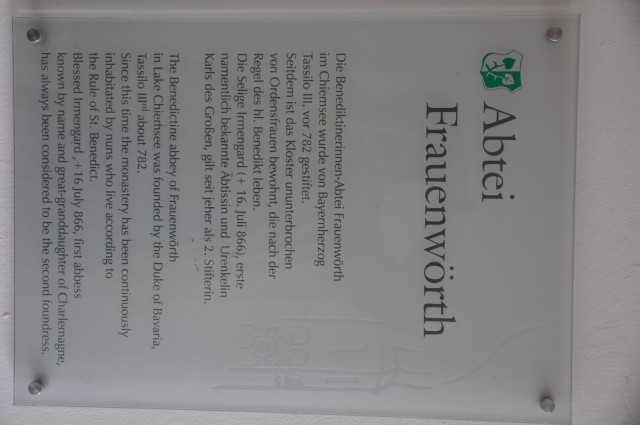 Abtei
Frauenwörth
Die Benediktinerinnen-Abtei Frauenwörth
im Chiemsee wurde von Bayernherzog
Tassilo III. vor 782 gestiftet.
Seitdem ist das Kloster ununterbrochen
von Ordensfrauen bewohnt, die nach der
Regel des hl. Benedikt leben.
Die Selige Irmengard (+ 16. Juli 866), erste
namentlich bekannte Äbtissin und Urenkelin
Karls des Großen, gilt seit jeher als 2. Stifterin.
The Benedictine abbey of Frauenwörth
in Lake Chiemsee was founded by the Duke of Bavaria,
Tassilo IIIrd about 782.
Since this time the monastery has been continuously
inhabited by nuns who live according to
the Rule of St. Benedict.
Blessed Irmengard , +16 July 866, first abbess
known by name and great-granddaughter of Charlemagne,
has always been considered to be the second foundress.